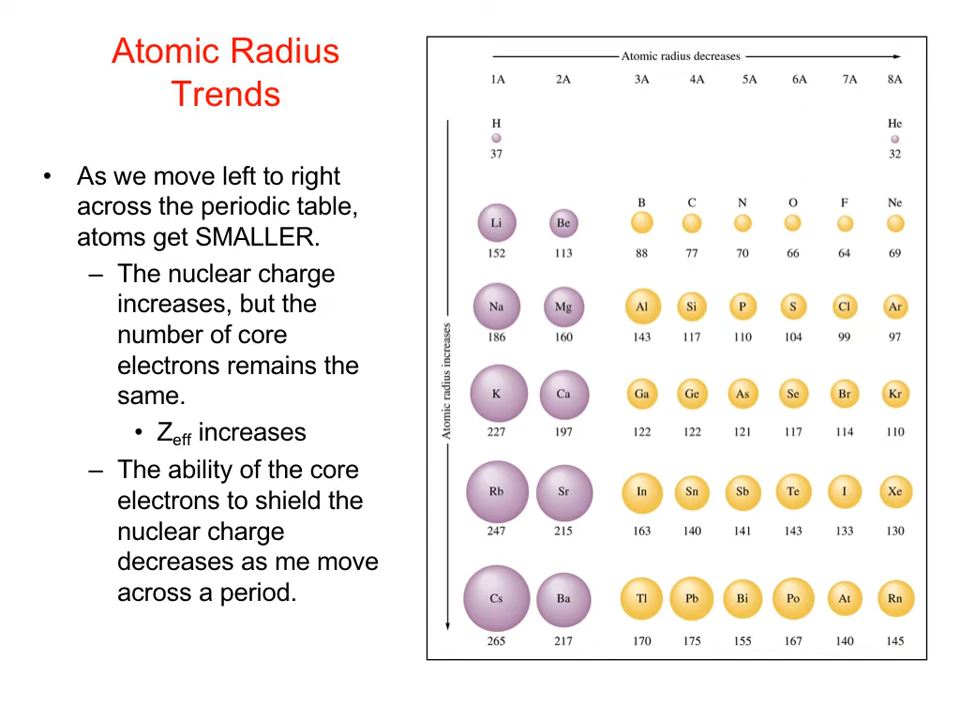 Atomic Radius
Trends
• As we move left to right
across the periodic table,
atoms get SMALLER.
– The nuclear charge
increases, but the
number of core
electrons remains the
same.
• Zeff increases
– The ability of the core
electrons to shield the
nuclear charge
decreases as me move
across a period.
Atomic radius decreases
1A 2A 3A 4A 5A 6A 7A 8A
Atomic radius increases
H He
37 32
B C N O F Ne
Li Be
152 113 88 77 70 66 64 69
Na Mg Al Si P S Cl Ar
186 160 143 117 110 104 99 97
K Ca Ga Ge As Se Br Kr
227 197 122 122 121 117 114 110
Rb Sr In Sn Sb Te I Xe
247 215 163 140 141 143 133 130
Cs Ba Tl Pb Bi Po At Rn
265 217 170 175 155 167 140 145